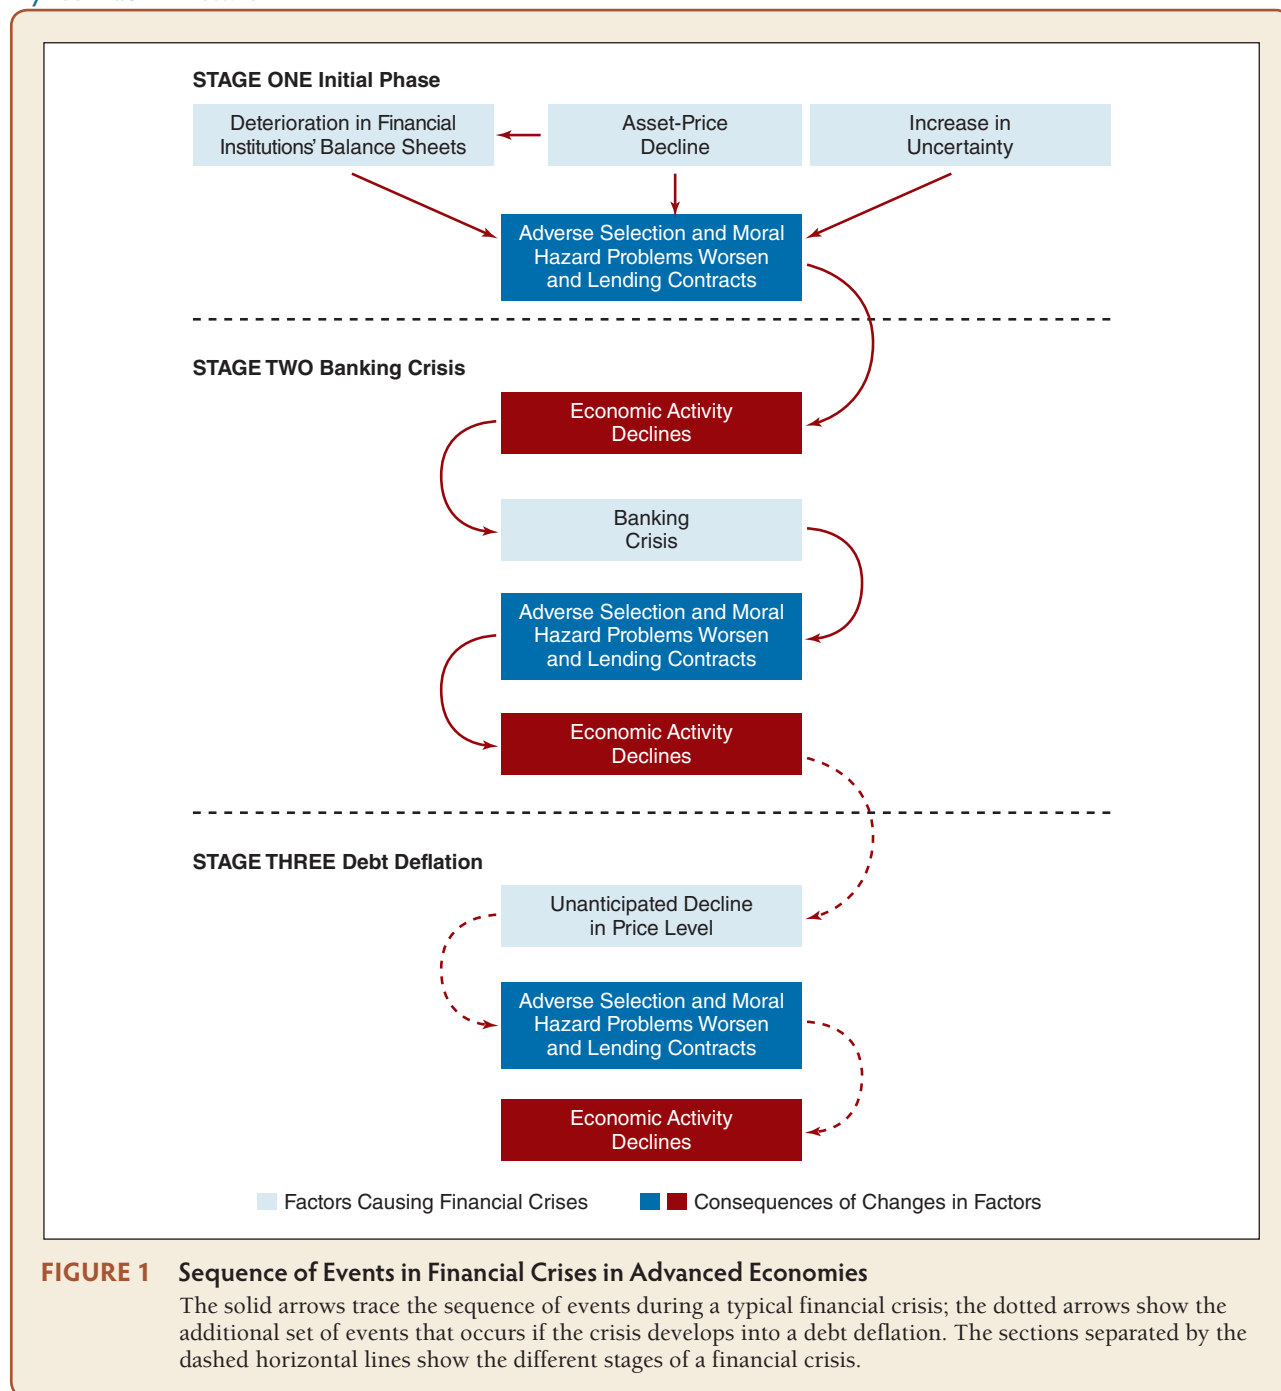 STAGE ONE Initial Phase
Deterioration in Financial
Institutions' Balance Sheets
Asset-Price
Decline
Increase in
Uncertainty
Adverse Selection and Moral
Hazard Problems Worsen
and Lending Contracts
STAGE TWO Banking Crisis
Economic Activity
Declines
Banking
Crisis
Adverse Selection and Moral
Hazard Problems Worsen
and Lending Contracts
Economic Activity
Declines
STAGE THREE Debt Deflation
Unanticipated Decline
in Price Level
Adverse Selection and Moral
Hazard Problems Worsen
and Lending Contracts
Economic Activity
Declines
Factors Causing Financial Crises
Consequences of Changes in Factors
FIGURE 1 Sequence of Events in Financial Crises in Advanced Economies
The solid arrows trace the sequence of events during a typical financial crisis; the dotted arrows show the
additional set of events that occurs if the crisis develops into a debt deflation. The sections separated by the
dashed horizontal lines show the different stages of a financial crisis.